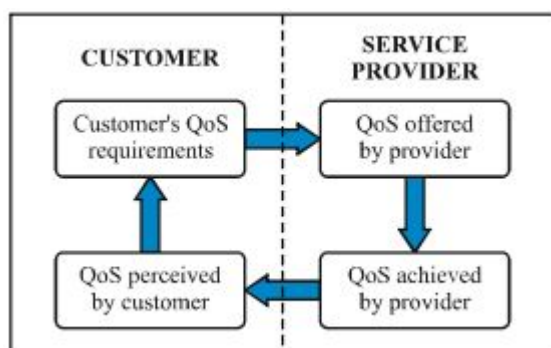 CUSTOMER
SERVICE
PROVIDER
Customer's QoS
requirements
QoS offered
by provider
QoS perceived
by customer
QoS achieved
by provider